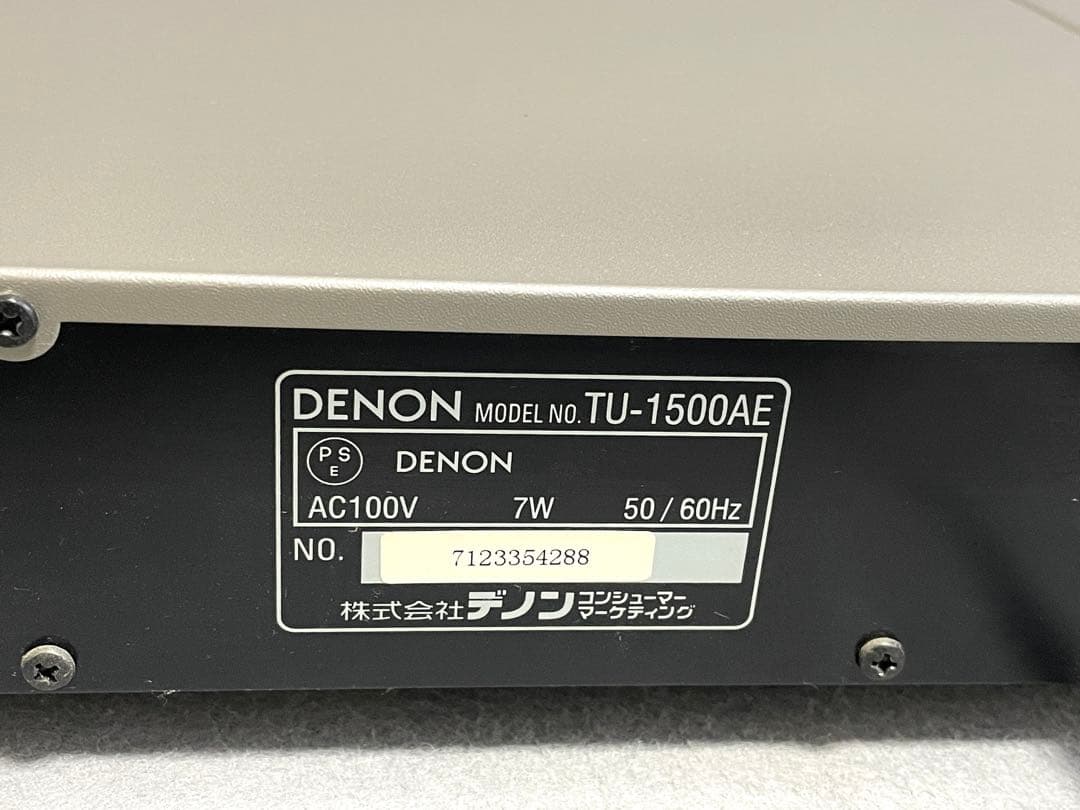 DENON MODEL NO. TU-1500AE
PSE DENON
AC100V 7W 50 / 60Hz
NO. 7123354288
株式会社デノン コンシューマー
マーケティング